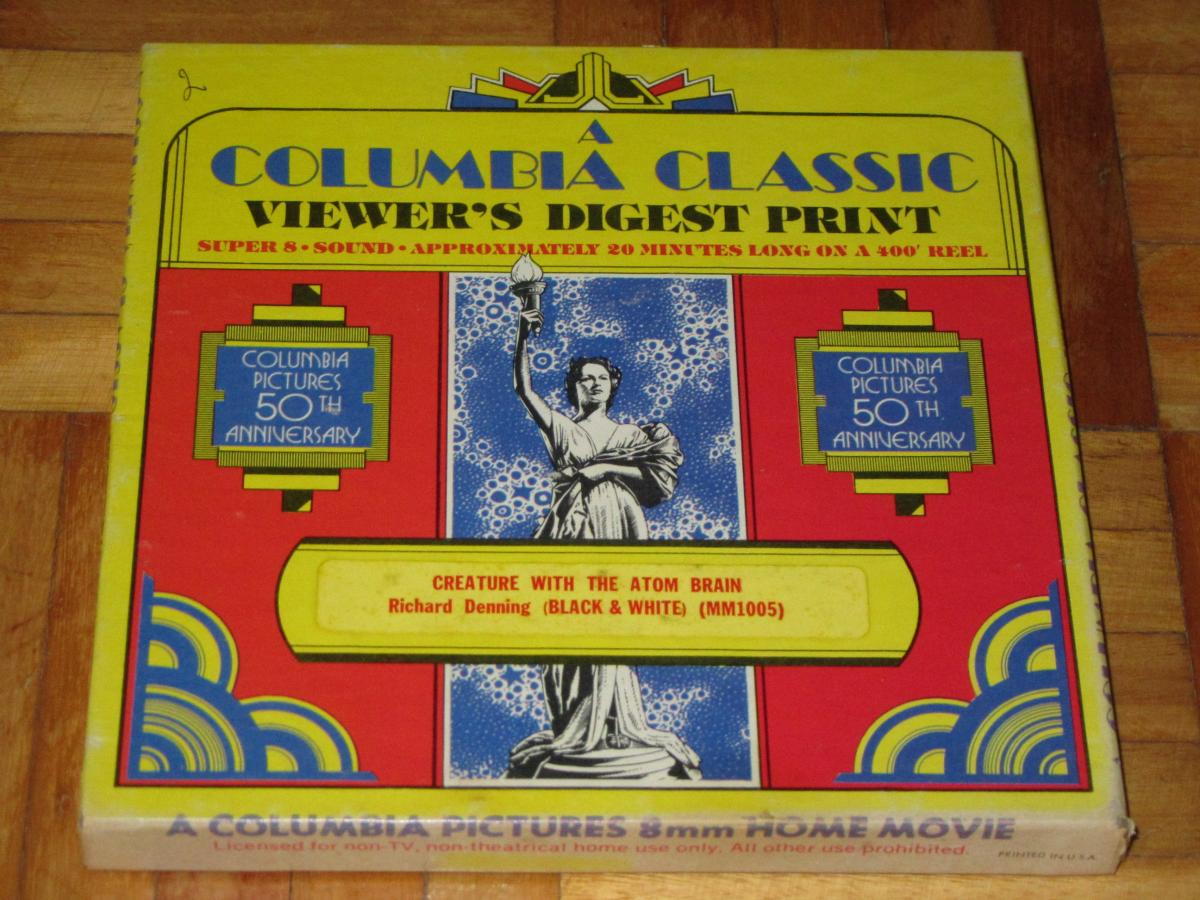 2
A
COLUMBIA CLASSIC
VIEWER'S DIGEST PRINT
SUPER 8 • SOUND • APPROXIMATELY 20 MINUTES LONG ON A 400' REEL
COLUMBIA
PICTURES
50TH
ANNIVERSARY
COLUMBIA
PICTURES
50TH
ANNIVERSARY
CREATURE WITH THE ATOM BRAIN
Richard Denning (BLACK & WHITE) (MM1005)
A COLUMBIA PICTURES 8mm HOME MOVIE
Licensed for non-TV, non-theatrical home use only. All other use prohibited.
PRINTED IN U.S.A.